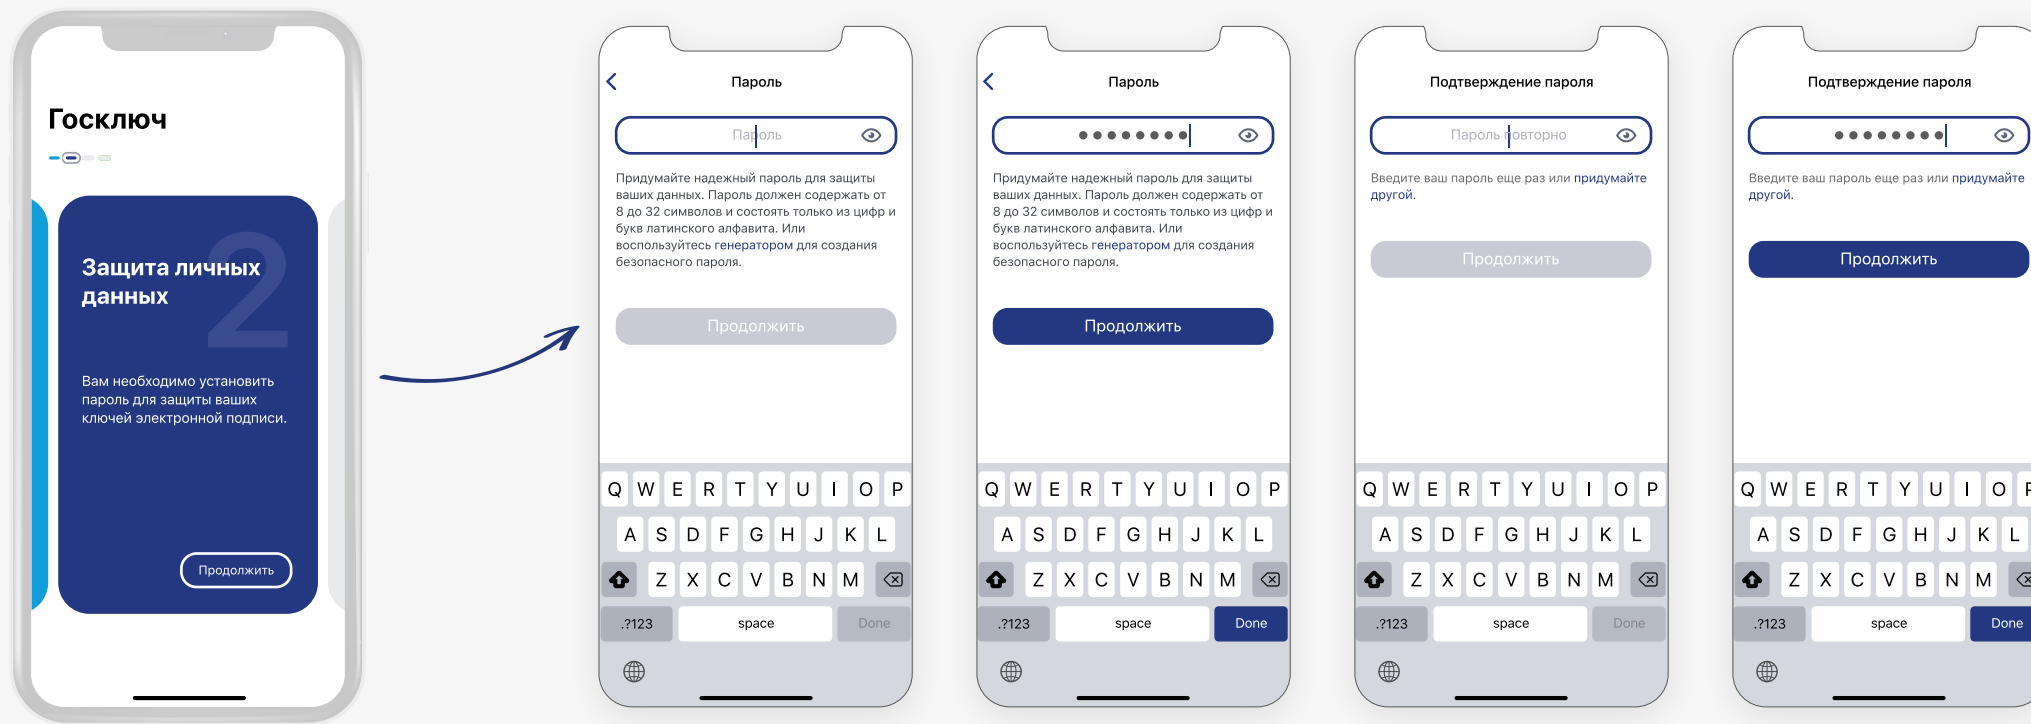 Госключ
2
Защита личных
данных
Вам необходимо установить
пароль для защиты ваших
ключей электронной подписи.
Продолжить
Пароль
Пароль
Придумайте надежный пароль для защиты
ваших данных. Пароль должен содержать от
8 до 32 символов и состоять только из цифр и
букв латинского алфавита. Или
воспользуйтесь генератором для создания
безопасного пароля.
Продолжить
Q W E R T Y U I O P
A S D F G H J K L
Z X C V B N M
.?123 space Done
Пароль
Придумайте надежный пароль для защиты
ваших данных. Пароль должен содержать от
8 до 32 символов и состоять только из цифр и
букв латинского алфавита. Или
воспользуйтесь генератором для создания
безопасного пароля.
Продолжить
Q W E R T Y U I O P
A S D F G H J K L
Z X C V B N M
.?123 space Done
Подтверждение пароля
Пароль повторно
Введите ваш пароль еще раз или придумайте
другой.
Продолжить
Q W E R T Y U I O P
A S D F G H J K L
Z X C V B N M
.?123 space Done
Подтверждение пароля
Введите ваш пароль еще раз или придумайте
другой.
Продолжить
Q W E R T Y U I O P
A S D F G H J K L
Z X C V B N M
.?123 space Done